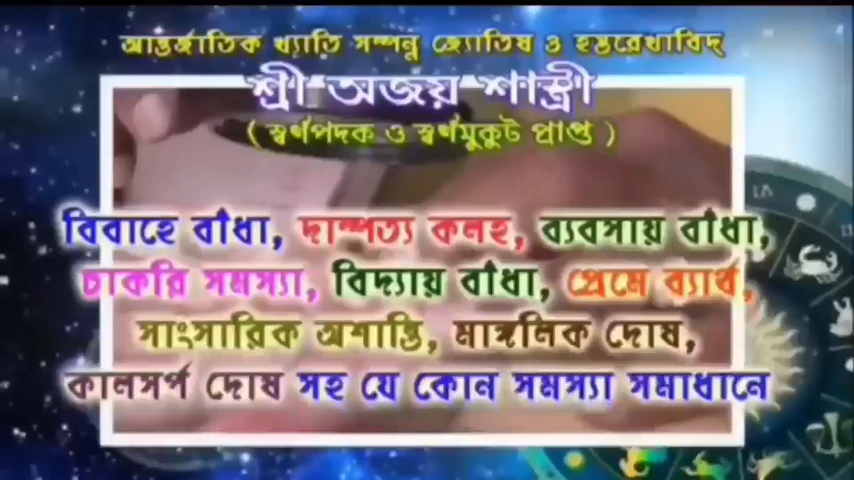 আন্তর্জাতিক খ্যাতি সম্পন্ন জ্যোতিষ ও হস্তরেখাবিদ্
শ্রী অজয় শাস্ত্রী
( স্বর্ণপদক ও স্বর্ণমুকুট প্রাপ্ত )
বিবাহে বাঁধা, দাম্পত্য কলহ, ব্যবসায় বাঁধা,
চাকরি সমস্যা, বিদ্যায় বাঁধা, প্রেমে ব্যার্থ,
সাংসারিক অশান্তি, মাঙ্গলিক দোষ,
কালসর্প দোষ সহ যে কোন সমস্যা সমাধানে